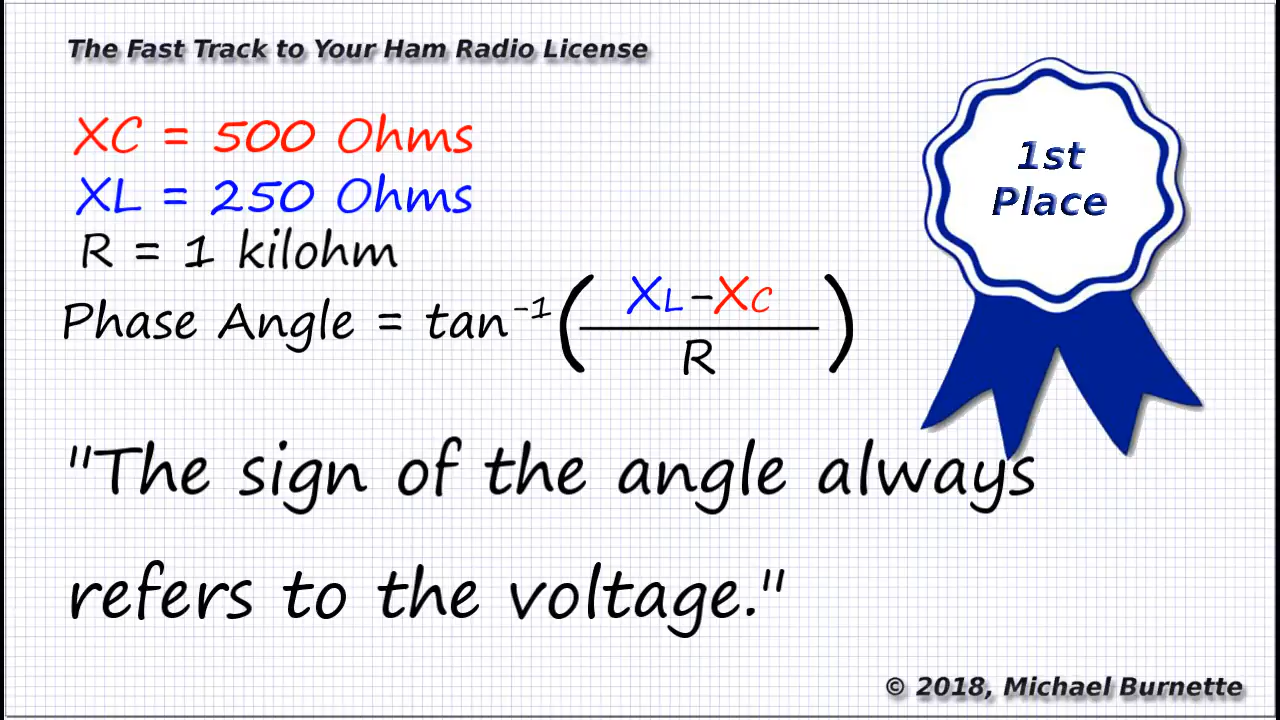 The Fast Track to Your Ham Radio License
XC = 500 Ohms
XL = 250 Ohms
R = 1 kilohm
Phase Angle = tan⁻¹ ( XL-XC / R )
1st
Place
"The sign of the angle always
refers to the voltage."
© 2018, Michael Burnette